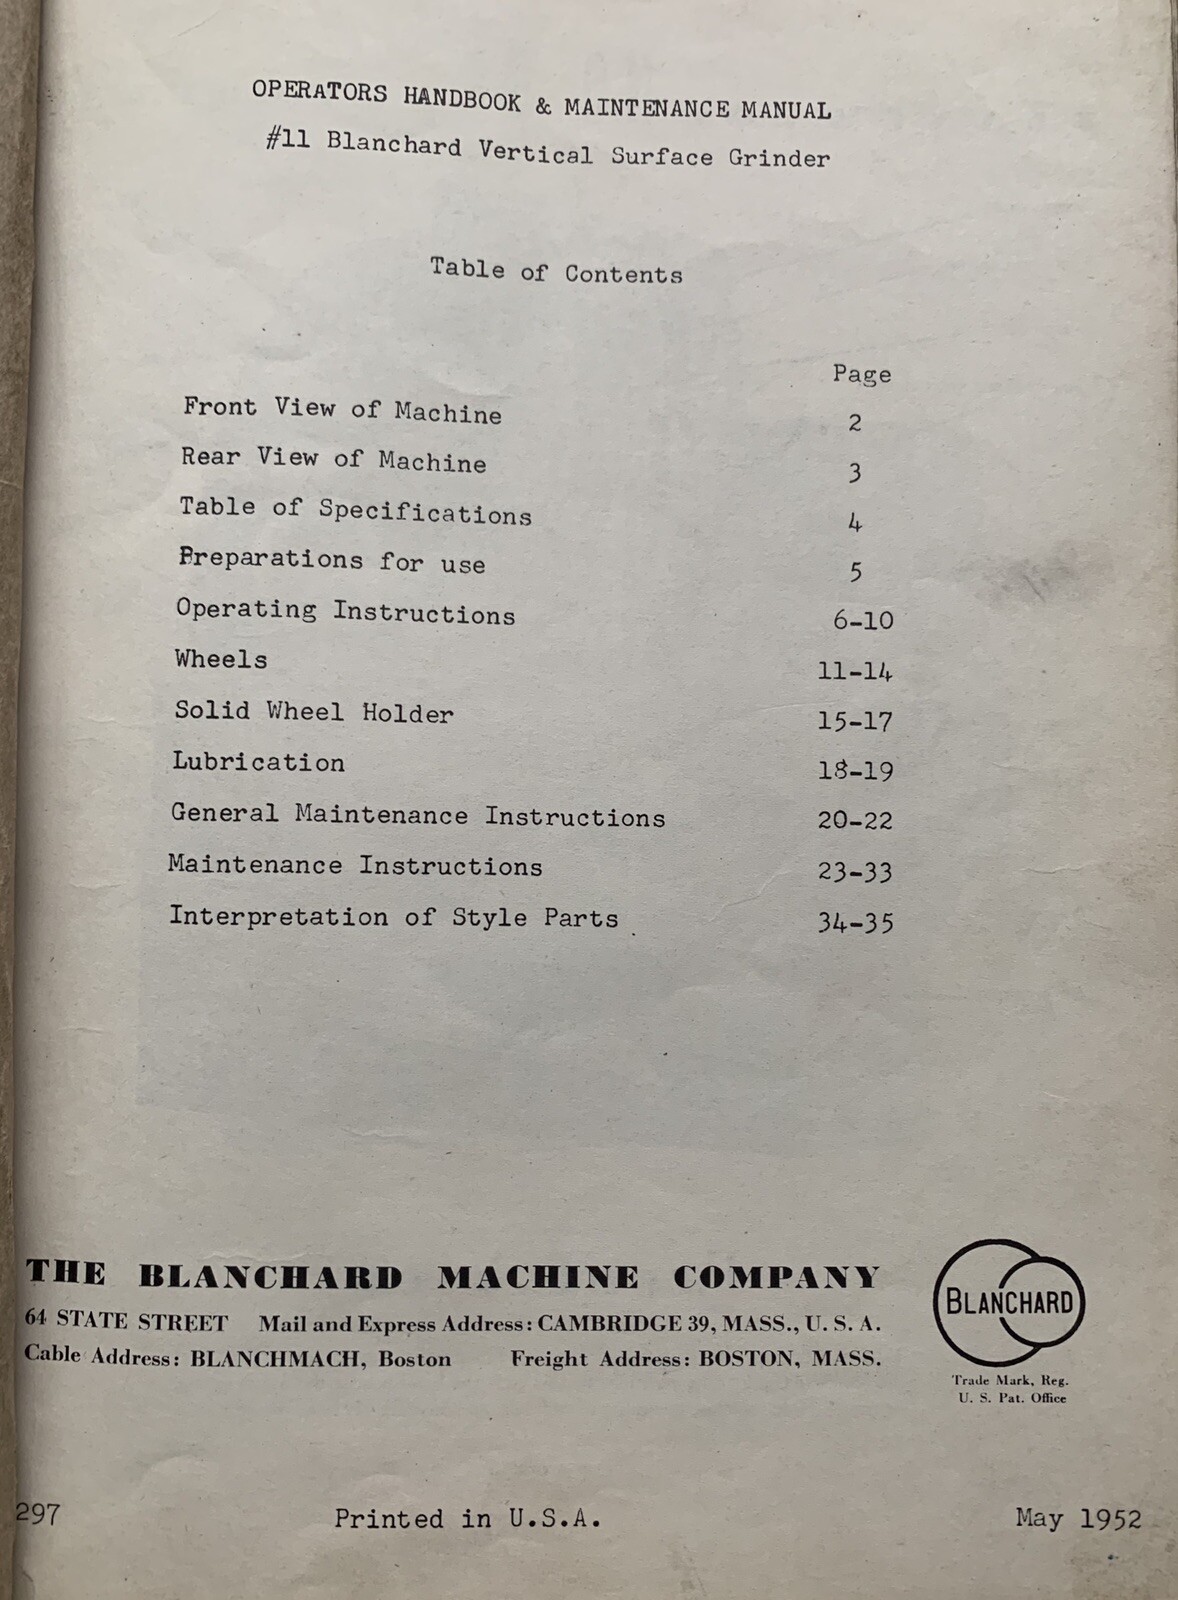 OPERATORS HANDBOOK & MAINTENANCE MANUAL
#11 Blanchard Vertical Surface Grinder
Table of Contents
Page
Front View of Machine 2
Rear View of Machine 3
Table of Specifications 4
Preparations for use 5
Operating Instructions 6-10
Wheels 11-14
Solid Wheel Holder 15-17
Lubrication 18-19
General Maintenance Instructions 20-22
Maintenance Instructions 23-33
Interpretation of Style Parts 34-35
THE BLANCHARD MACHINE COMPANY
64 STATE STREET Mail and Express Address: CAMBRIDGE 39, MASS., U. S. A.
Cable Address: BLANCHMACH, Boston Freight Address: BOSTON, MASS.
BLANCHARD
Trade Mark, Reg.
U. S. Pat. Office
297 Printed in U.S.A. May 1952